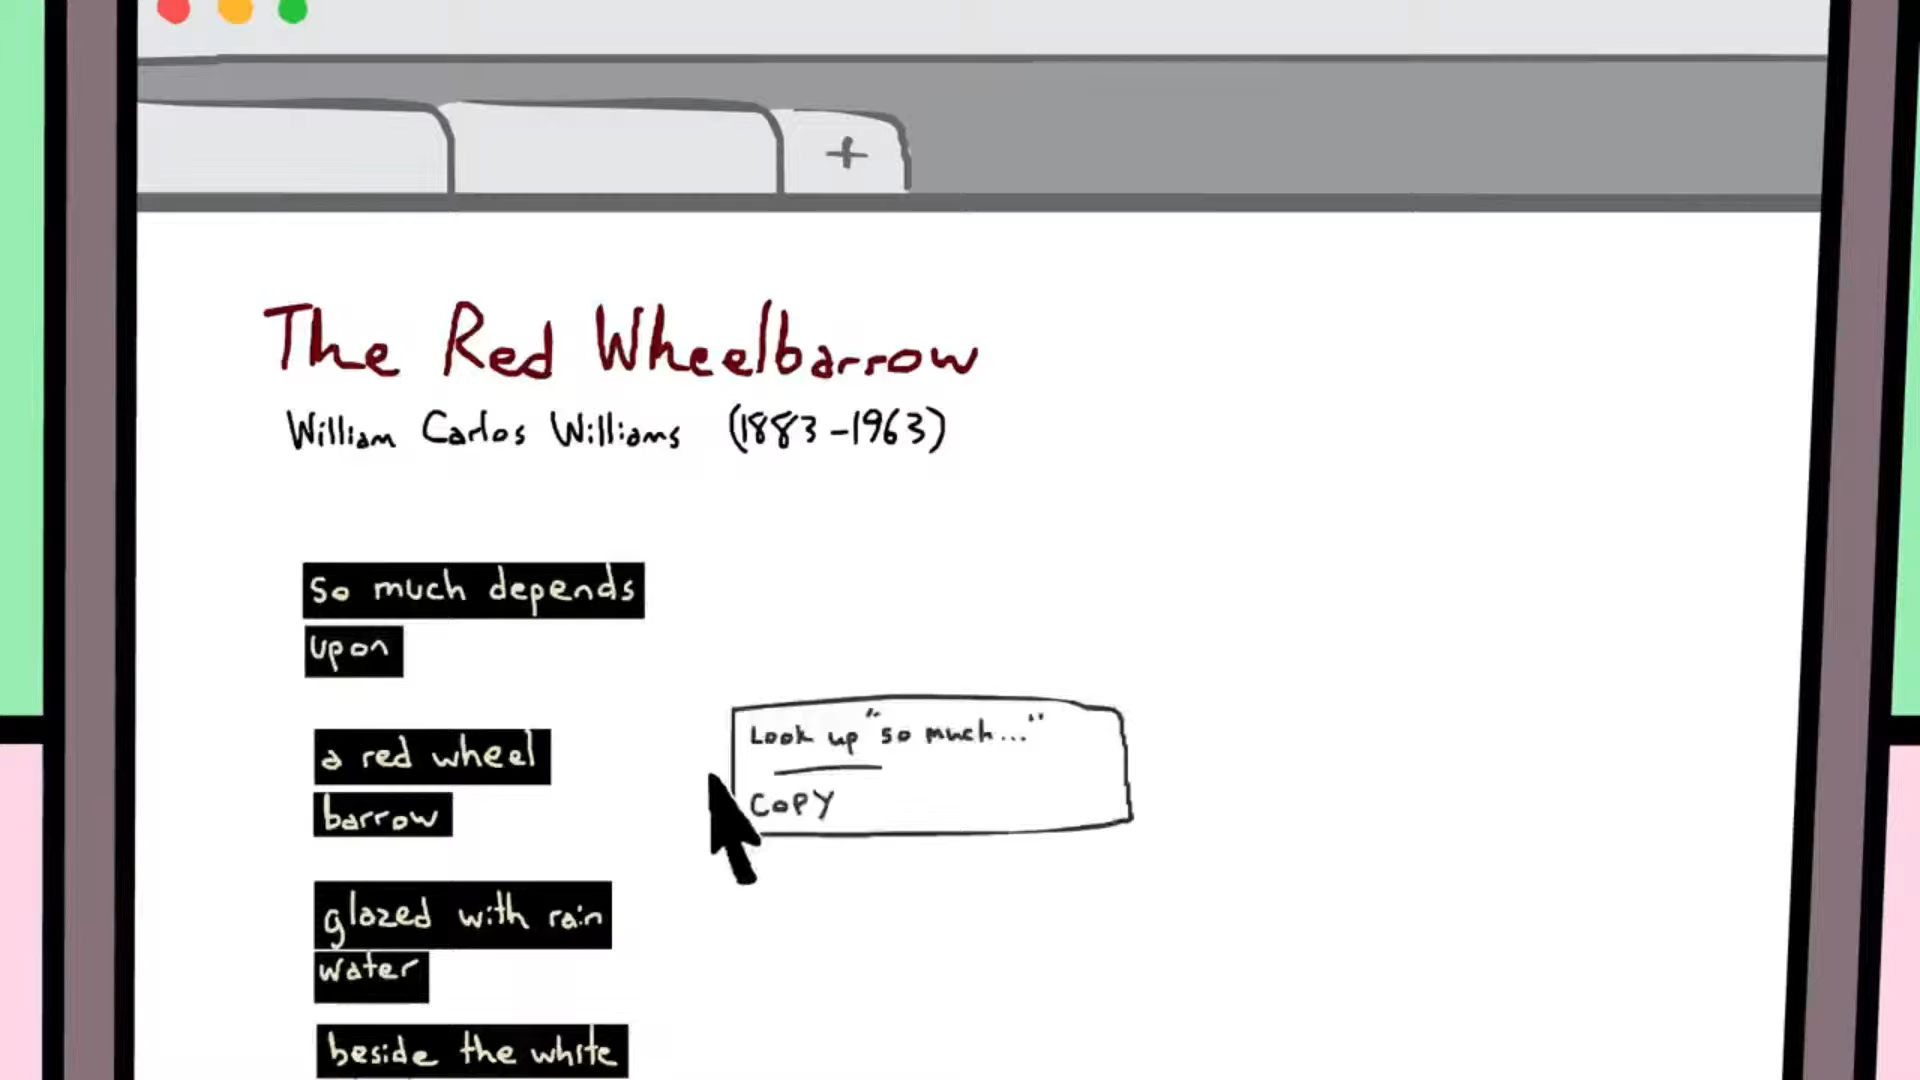 +
The Red Wheelbarrow
William Carlos Williams (1883-1963)
so much depends
upon
a red wheel
barrow
glazed with rain
water
beside the white
Look up "so much..."
COPY